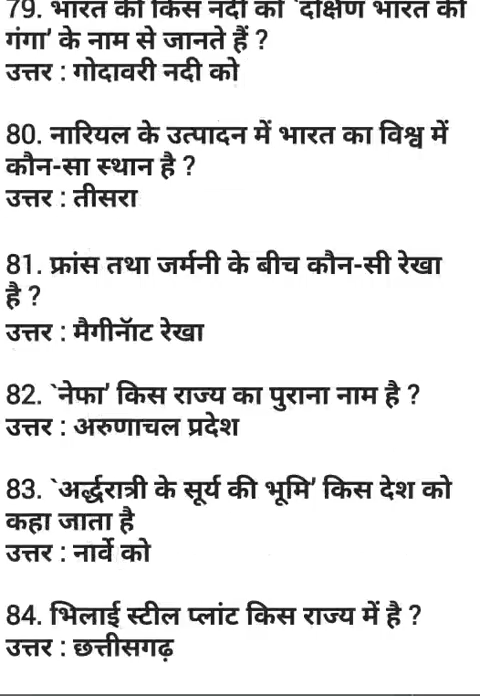 79. भारत की किस नदी को `दक्षिण भारत की
गंगा' के नाम से जानते हैं ?
उत्तर : गोदावरी नदी को
80. नारियल के उत्पादन में भारत का विश्व में
कौन-सा स्थान है ?
उत्तर : तीसरा
81. फ्रांस तथा जर्मनी के बीच कौन-सी रेखा
है ?
उत्तर : मैगीनॉट रेखा
82. `नेफा' किस राज्य का पुराना नाम है ?
उत्तर : अरुणाचल प्रदेश
83. `अर्द्धरात्री के सूर्य की भूमि' किस देश को
कहा जाता है
उत्तर : नार्वे को
84. भिलाई स्टील प्लांट किस राज्य में है ?
उत्तर : छत्तीसगढ़